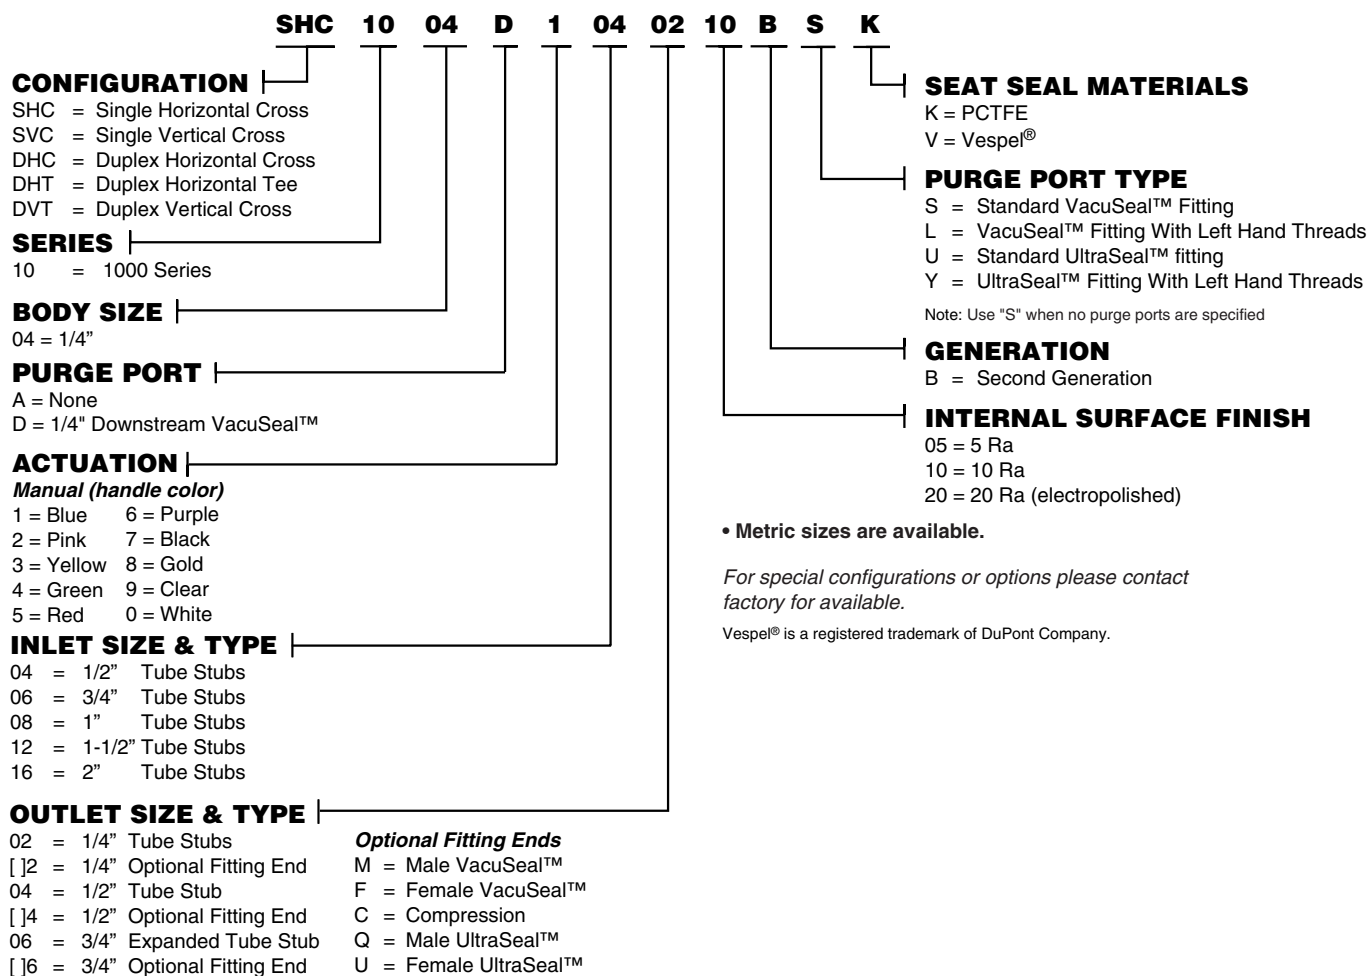 SHC 10 04 D 1 04 02 10 B S K
CONFIGURATION
SHC = Single Horizontal Cross
SVC = Single Vertical Cross
DHC = Duplex Horizontal Cross
DHT = Duplex Horizontal Tee
DVT = Duplex Vertical Cross
SERIES
10 = 1000 Series
BODY SIZE
04 = 1/4”
PURGE PORT
A = None
D = 1/4" Downstream VacuSeal™
ACTUATION
Manual (handle color)
1 = Blue 6 = Purple
2 = Pink 7 = Black
3 = Yellow 8 = Gold
4 = Green 9 = Clear
5 = Red 0 = White
INLET SIZE & TYPE
04 = 1/2” Tube Stubs
06 = 3/4” Tube Stubs
08 = 1” Tube Stubs
12 = 1-1/2” Tube Stubs
16 = 2” Tube Stubs
OUTLET SIZE & TYPE
02 = 1/4” Tube Stubs
[ ]2 = 1/4” Optional Fitting End
04 = 1/2” Tube Stub
[ ]4 = 1/2” Optional Fitting End
06 = 3/4” Expanded Tube Stub
[ ]6 = 3/4” Optional Fitting End
Optional Fitting Ends
M = Male VacuSeal™
F = Female VacuSeal™
C = Compression
Q = Male UltraSeal™
U = Female UltraSeal™
SEAT SEAL MATERIALS
K = PCTFE
V = Vespel®
PURGE PORT TYPE
S = Standard VacuSeal™ Fitting
L = VacuSeal™ Fitting With Left Hand Threads
U = Standard UltraSeal™ fitting
Y = UltraSeal™ Fitting With Left Hand Threads
Note: Use "S" when no purge ports are specified
GENERATION
B = Second Generation
INTERNAL SURFACE FINISH
05 = 5 Ra
10 = 10 Ra
20 = 20 Ra (electropolished)
• Metric sizes are available.
For special configurations or options please contact
factory for available.
Vespel® is a registered trademark of DuPont Company.